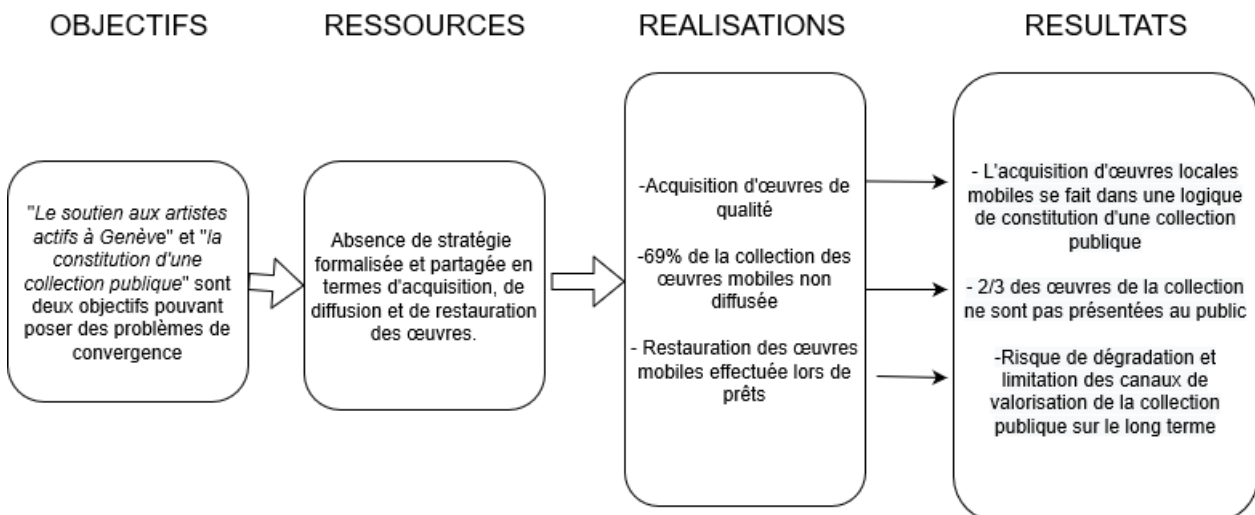 OBJECTIFS
RESSOURCES
REALISATIONS
RESULTATS
"Le soutien aux artistes
actifs à Genève" et "la
constitution d'une
collection publique" sont
deux objectifs pouvant
poser des problèmes de
convergence
Absence de stratégie
formalisée et partagée en
termes d'acquisition, de
diffusion et de restauration
des œuvres.
-Acquisition d'œuvres de
qualité
-69% de la collection des
œuvres mobiles non
diffusée
- Restauration des œuvres
mobiles effectuée lors de
prêts
- L'acquisition d'œuvres locales
mobiles se fait dans une logique
de constitution d'une collection
publique
- 2/3 des œuvres de la collection
ne sont pas présentées au public
-Risque de dégradation et
limitation des canaux de
valorisation de la collection
publique sur le long terme